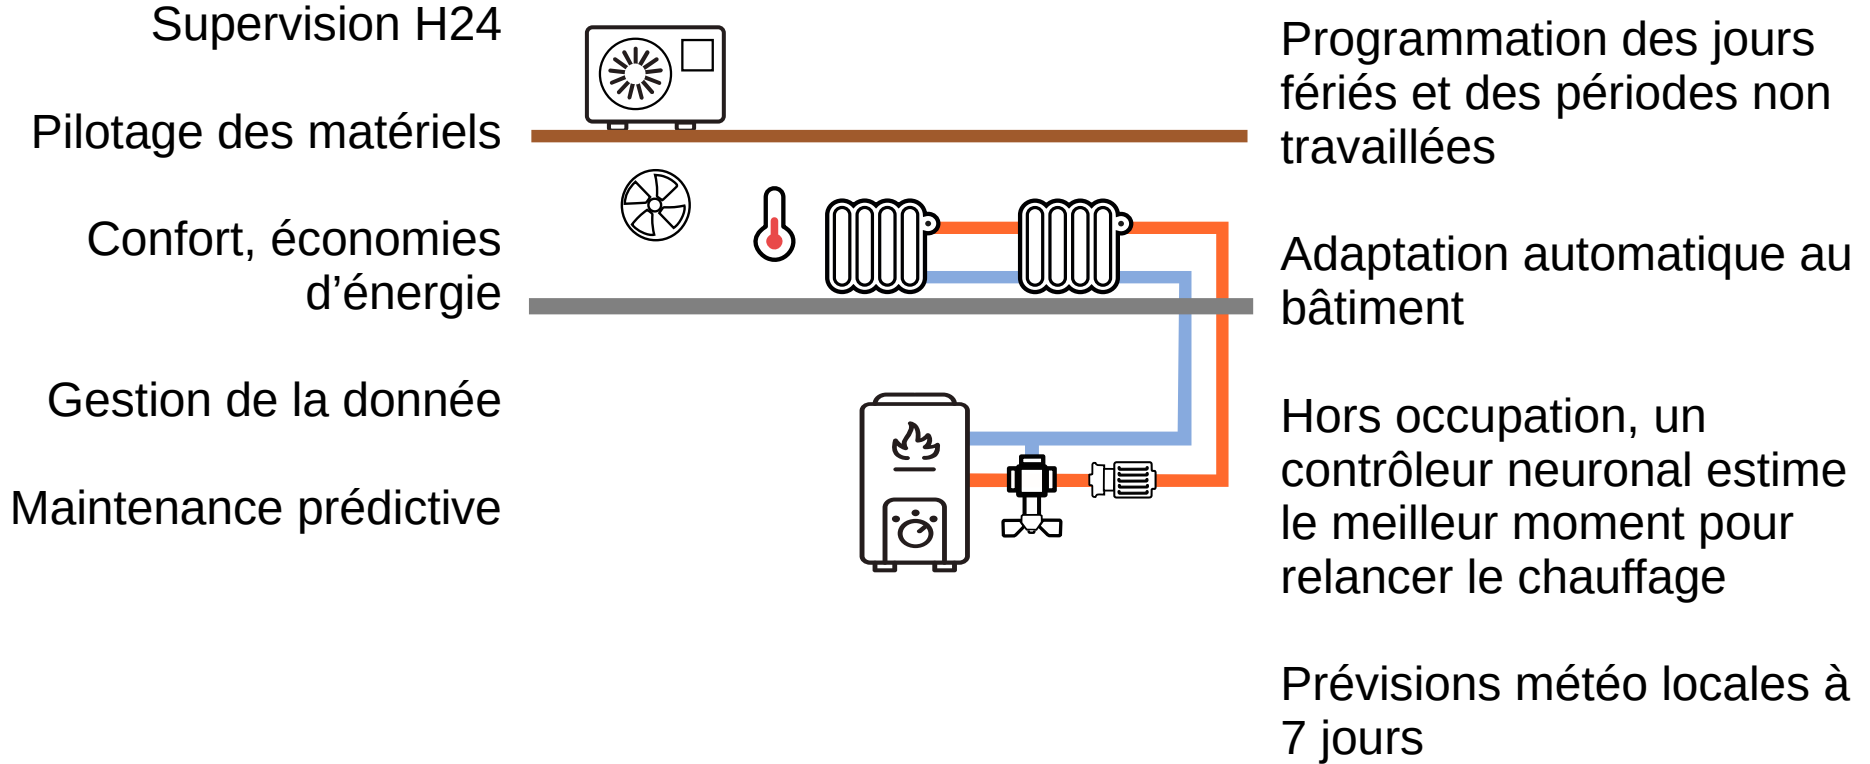 Supervision H24
Pilotage des matériels
Confort, économies
d’énergie
Gestion de la donnée
Maintenance prédictive
Programmation des jours
fériés et des périodes non
travaillées
Adaptation automatique au
bâtiment
Hors occupation, un
contrôleur neuronal estime
le meilleur moment pour
relancer le chauffage
Prévisions météo locales à
7 jours